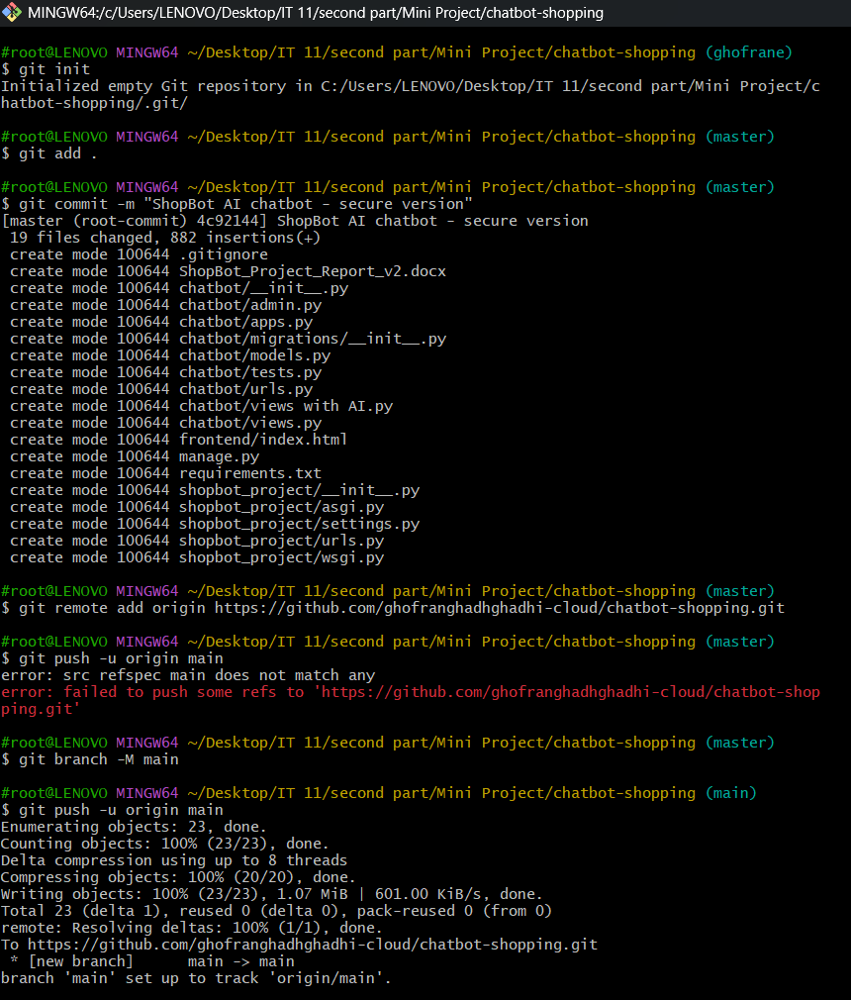 MINGW64:/c/Users/LENOVO/Desktop/IT 11/second part/Mini Project/chatbot-shopping
#root@LENOVO MINGW64 ~/Desktop/IT 11/second part/Mini Project/chatbot-shopping (ghofrane)
$ git init
Initialized empty Git repository in C:/Users/LENOVO/Desktop/IT 11/second part/Mini Project/c
hatbot-shopping/.git/
#root@LENOVO MINGW64 ~/Desktop/IT 11/second part/Mini Project/chatbot-shopping (master)
$ git add .
#root@LENOVO MINGW64 ~/Desktop/IT 11/second part/Mini Project/chatbot-shopping (master)
$ git commit -m "ShopBot AI chatbot - secure version"
[master (root-commit) 4c92144] ShopBot AI chatbot - secure version
 19 files changed, 882 insertions(+)
 create mode 100644 .gitignore
 create mode 100644 ShopBot_Project_Report_v2.docx
 create mode 100644 chatbot/__init__.py
 create mode 100644 chatbot/admin.py
 create mode 100644 chatbot/apps.py
 create mode 100644 chatbot/migrations/__init__.py
 create mode 100644 chatbot/models.py
 create mode 100644 chatbot/tests.py
 create mode 100644 chatbot/urls.py
 create mode 100644 chatbot/views with AI.py
 create mode 100644 chatbot/views.py
 create mode 100644 frontend/index.html
 create mode 100644 manage.py
 create mode 100644 requirements.txt
 create mode 100644 shopbot_project/__init__.py
 create mode 100644 shopbot_project/asgi.py
 create mode 100644 shopbot_project/settings.py
 create mode 100644 shopbot_project/urls.py
 create mode 100644 shopbot_project/wsgi.py
#root@LENOVO MINGW64 ~/Desktop/IT 11/second part/Mini Project/chatbot-shopping (master)
$ git remote add origin https://github.com/ghofranghadhghadhi-cloud/chatbot-shopping.git
#root@LENOVO MINGW64 ~/Desktop/IT 11/second part/Mini Project/chatbot-shopping (master)
$ git push -u origin main
error: src refspec main does not match any
error: failed to push some refs to 'https://github.com/ghofranghadhghadhi-cloud/chatbot-shop
ping.git'
#root@LENOVO MINGW64 ~/Desktop/IT 11/second part/Mini Project/chatbot-shopping (master)
$ git branch -M main
#root@LENOVO MINGW64 ~/Desktop/IT 11/second part/Mini Project/chatbot-shopping (main)
$ git push -u origin main
Enumerating objects: 23, done.
Counting objects: 100% (23/23), done.
Delta compression using up to 8 threads
Compressing objects: 100% (20/20), done.
Writing objects: 100% (23/23), 1.07 MiB | 601.00 KiB/s, done.
Total 23 (delta 1), reused 0 (delta 0), pack-reused 0 (from 0)
remote: Resolving deltas: 100% (1/1), done.
To https://github.com/ghofranghadhghadhi-cloud/chatbot-shopping.git
 * [new branch]      main -> main
branch 'main' set up to track 'origin/main'.